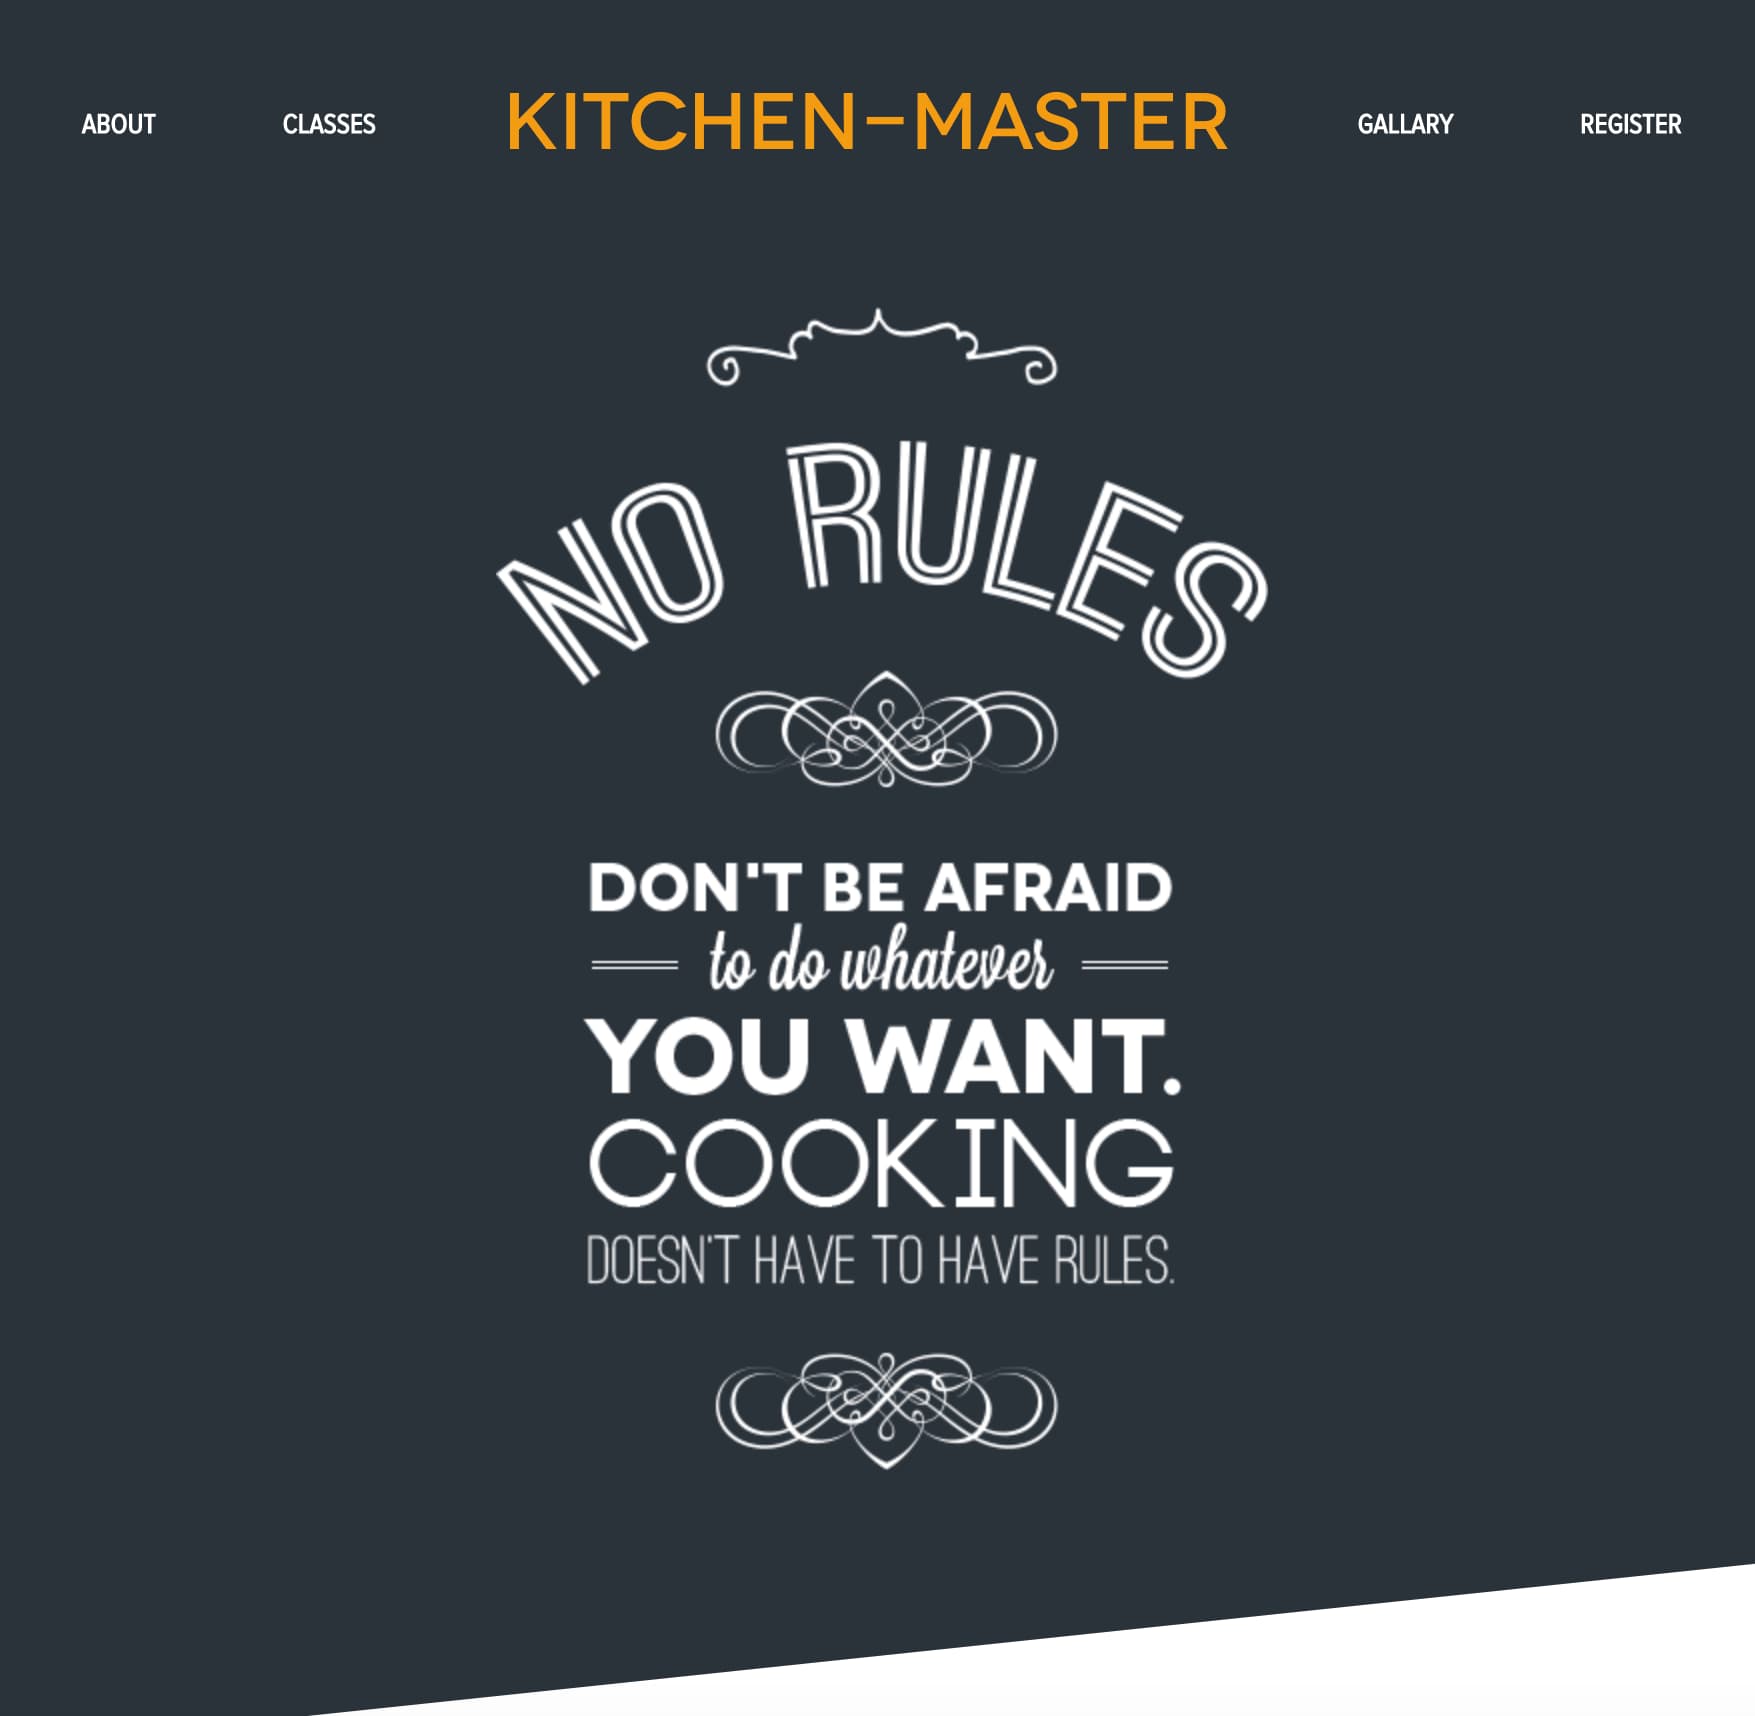 ABOUT CLASSES KITCHEN-MASTER GALLARY REGISTER
NO RULES
DON'T BE AFRAID
to do whatever
YOU WANT.
COOKING
DOESN'T HAVE TO HAVE RULES.